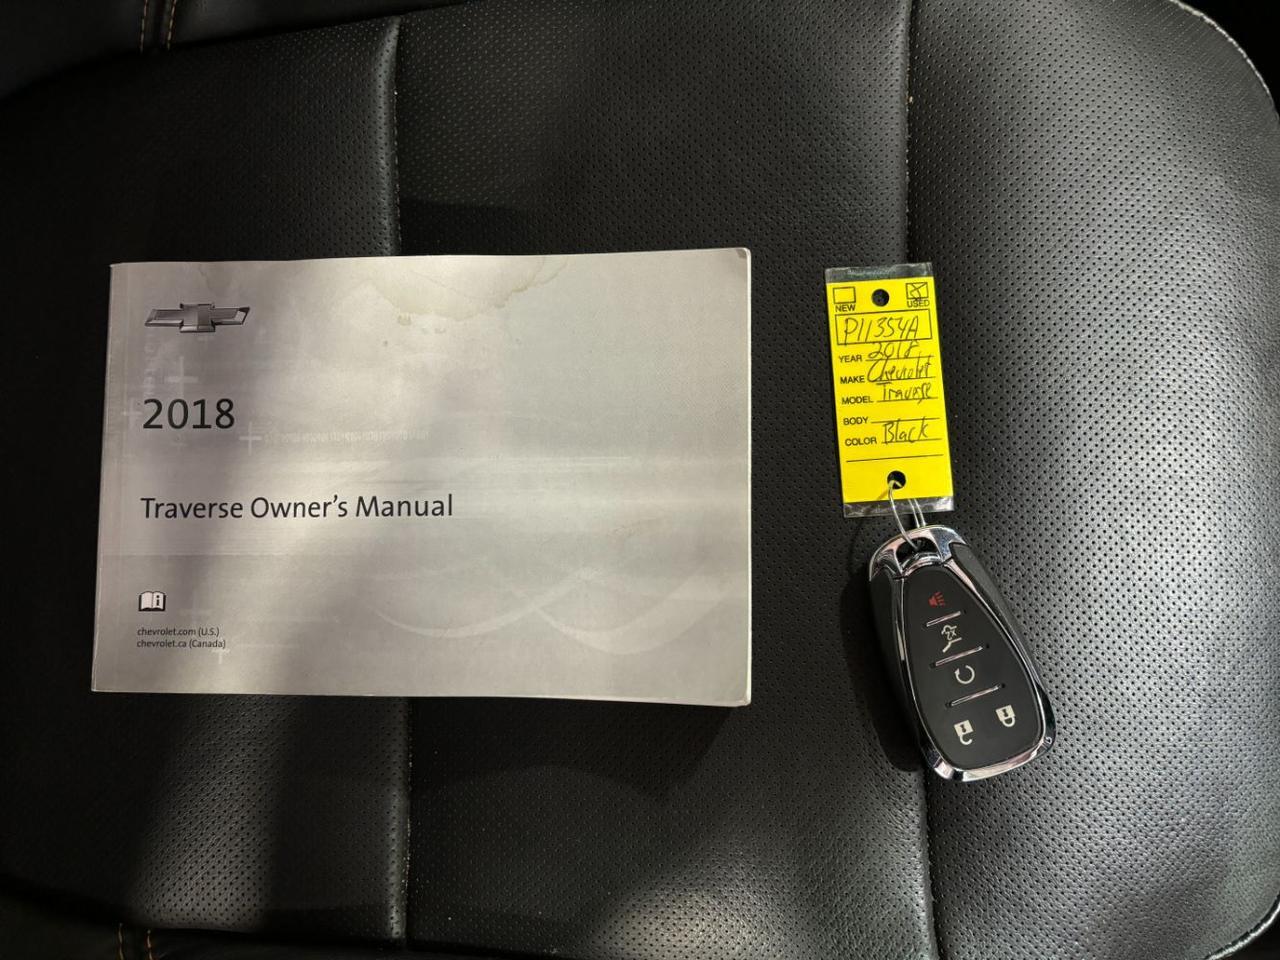 2018
Traverse Owner's Manual
chevrolet.com (U.S.)
chevrolet.ca (Canada)
NEW USED
P11354A
YEAR 2018
MAKE Chevrolet
MODEL Traverse
BODY
COLOR Black